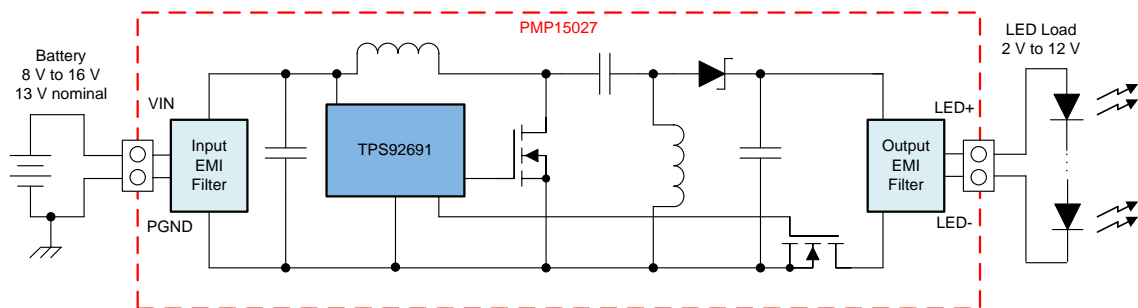 PMP15027
Battery
8 V to 16 V
13 V nominal
LED Load
2 V to 12 V
VIN
LED+
Input
EMI
Filter
TPS92691
Output
EMI
Filter
PGND
LED-